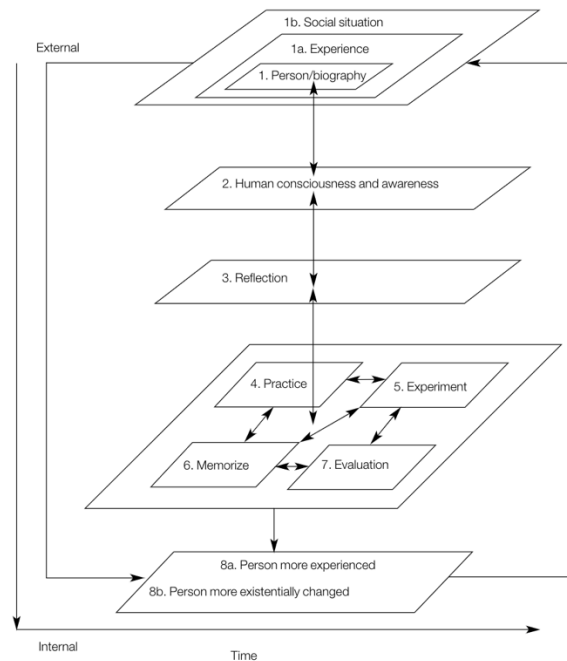 1b. Social situation
External
1a. Experience
1. Person/biography
2. Human consciousness and awareness
3. Reflection
4. Practice
5. Experiment
6. Memorize
7. Evaluation
8a. Person more experienced
8b. Person more existentially changed
Internal
Time